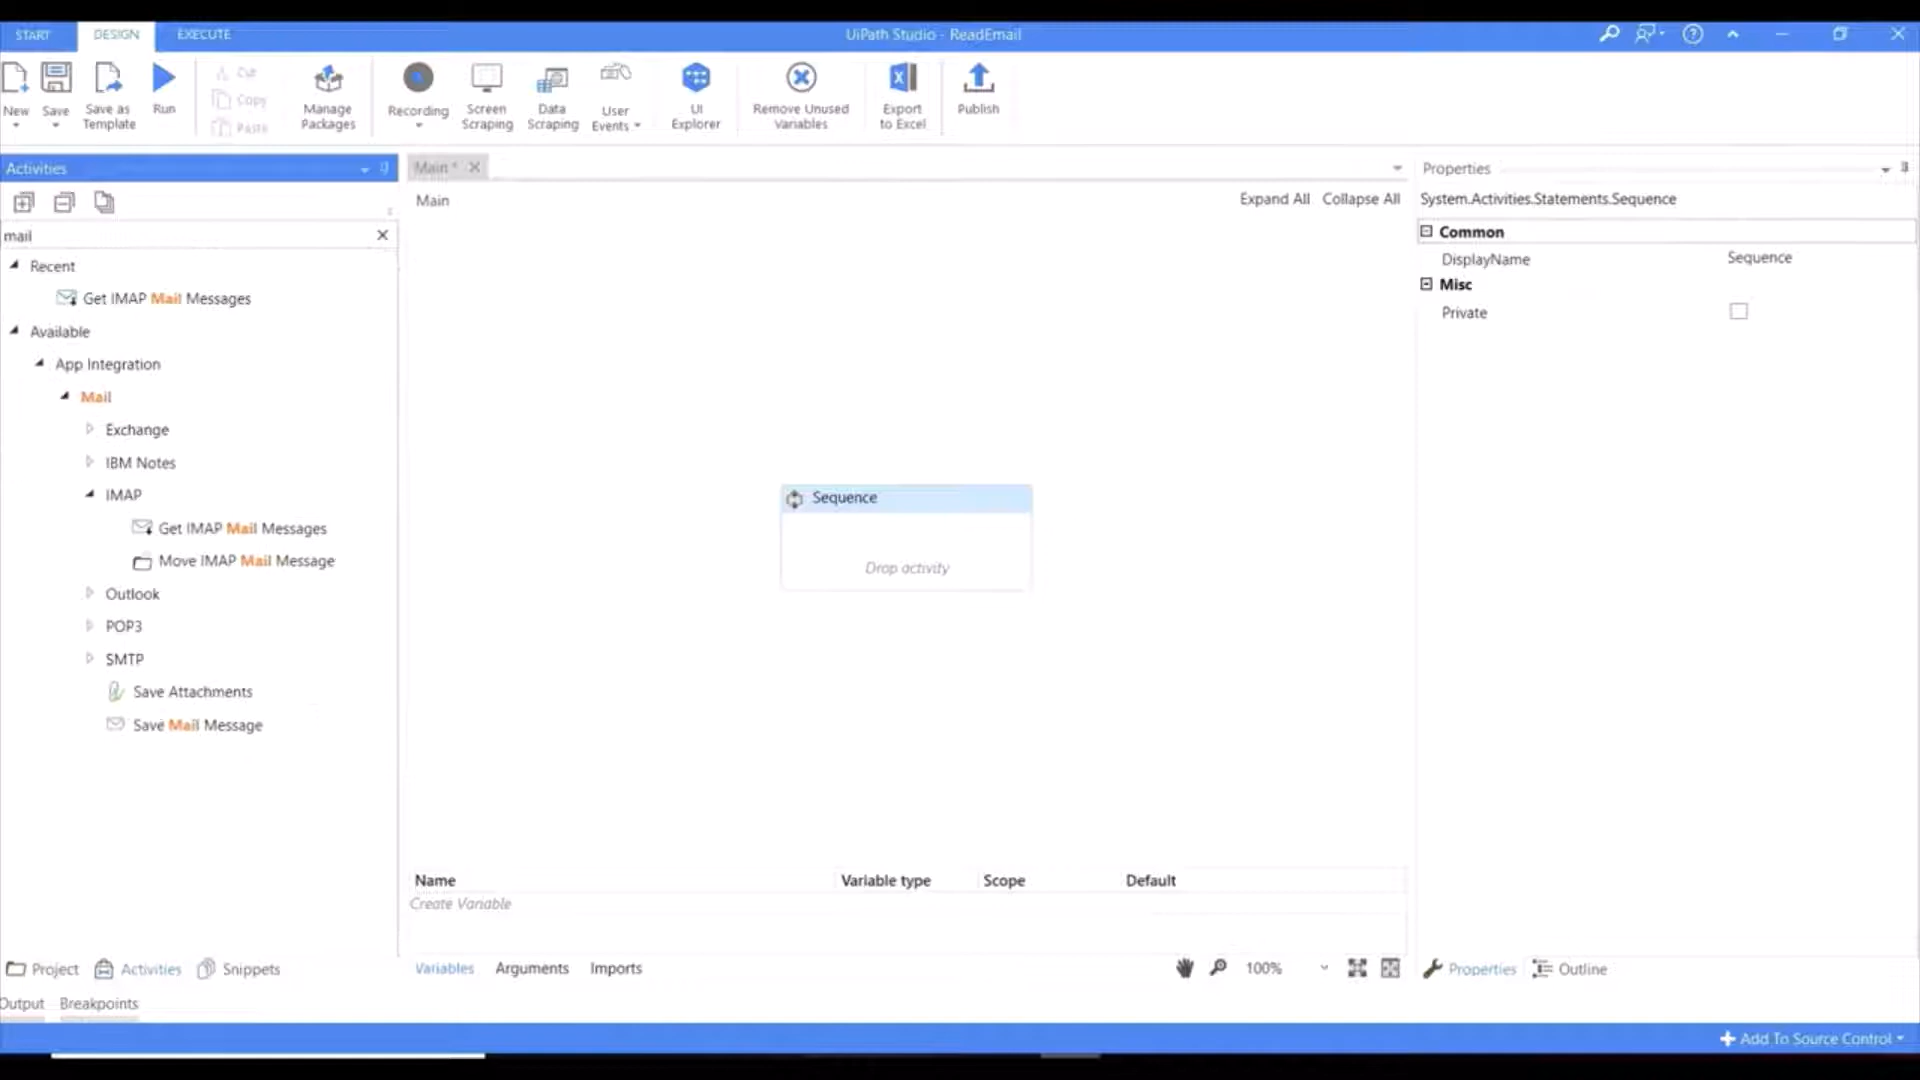 START DESIGN EXECUTE UiPath Studio - ReadEmail
New Save Save as Template Run Cut Copy Paste Manage Packages Recording Screen Scraping Data Scraping User Events UI Explorer Remove Unused Variables Export to Excel Publish
Activities
mail
Recent
Get IMAP Mail Messages
Available
App Integration
Mail
Exchange
IBM Notes
IMAP
Get IMAP Mail Messages
Move IMAP Mail Message
Outlook
POP3
SMTP
Save Attachments
Save Mail Message
Project Activities Snippets
Main *
Main Expand All Collapse All
Sequence
Drop activity
Name Variable type Scope Default
Create Variable
Variables Arguments Imports 100%
Properties
System.Activities.Statements.Sequence
Common
DisplayName Sequence
Misc
Private
Properties Outline
Output Breakpoints
Add To Source Control